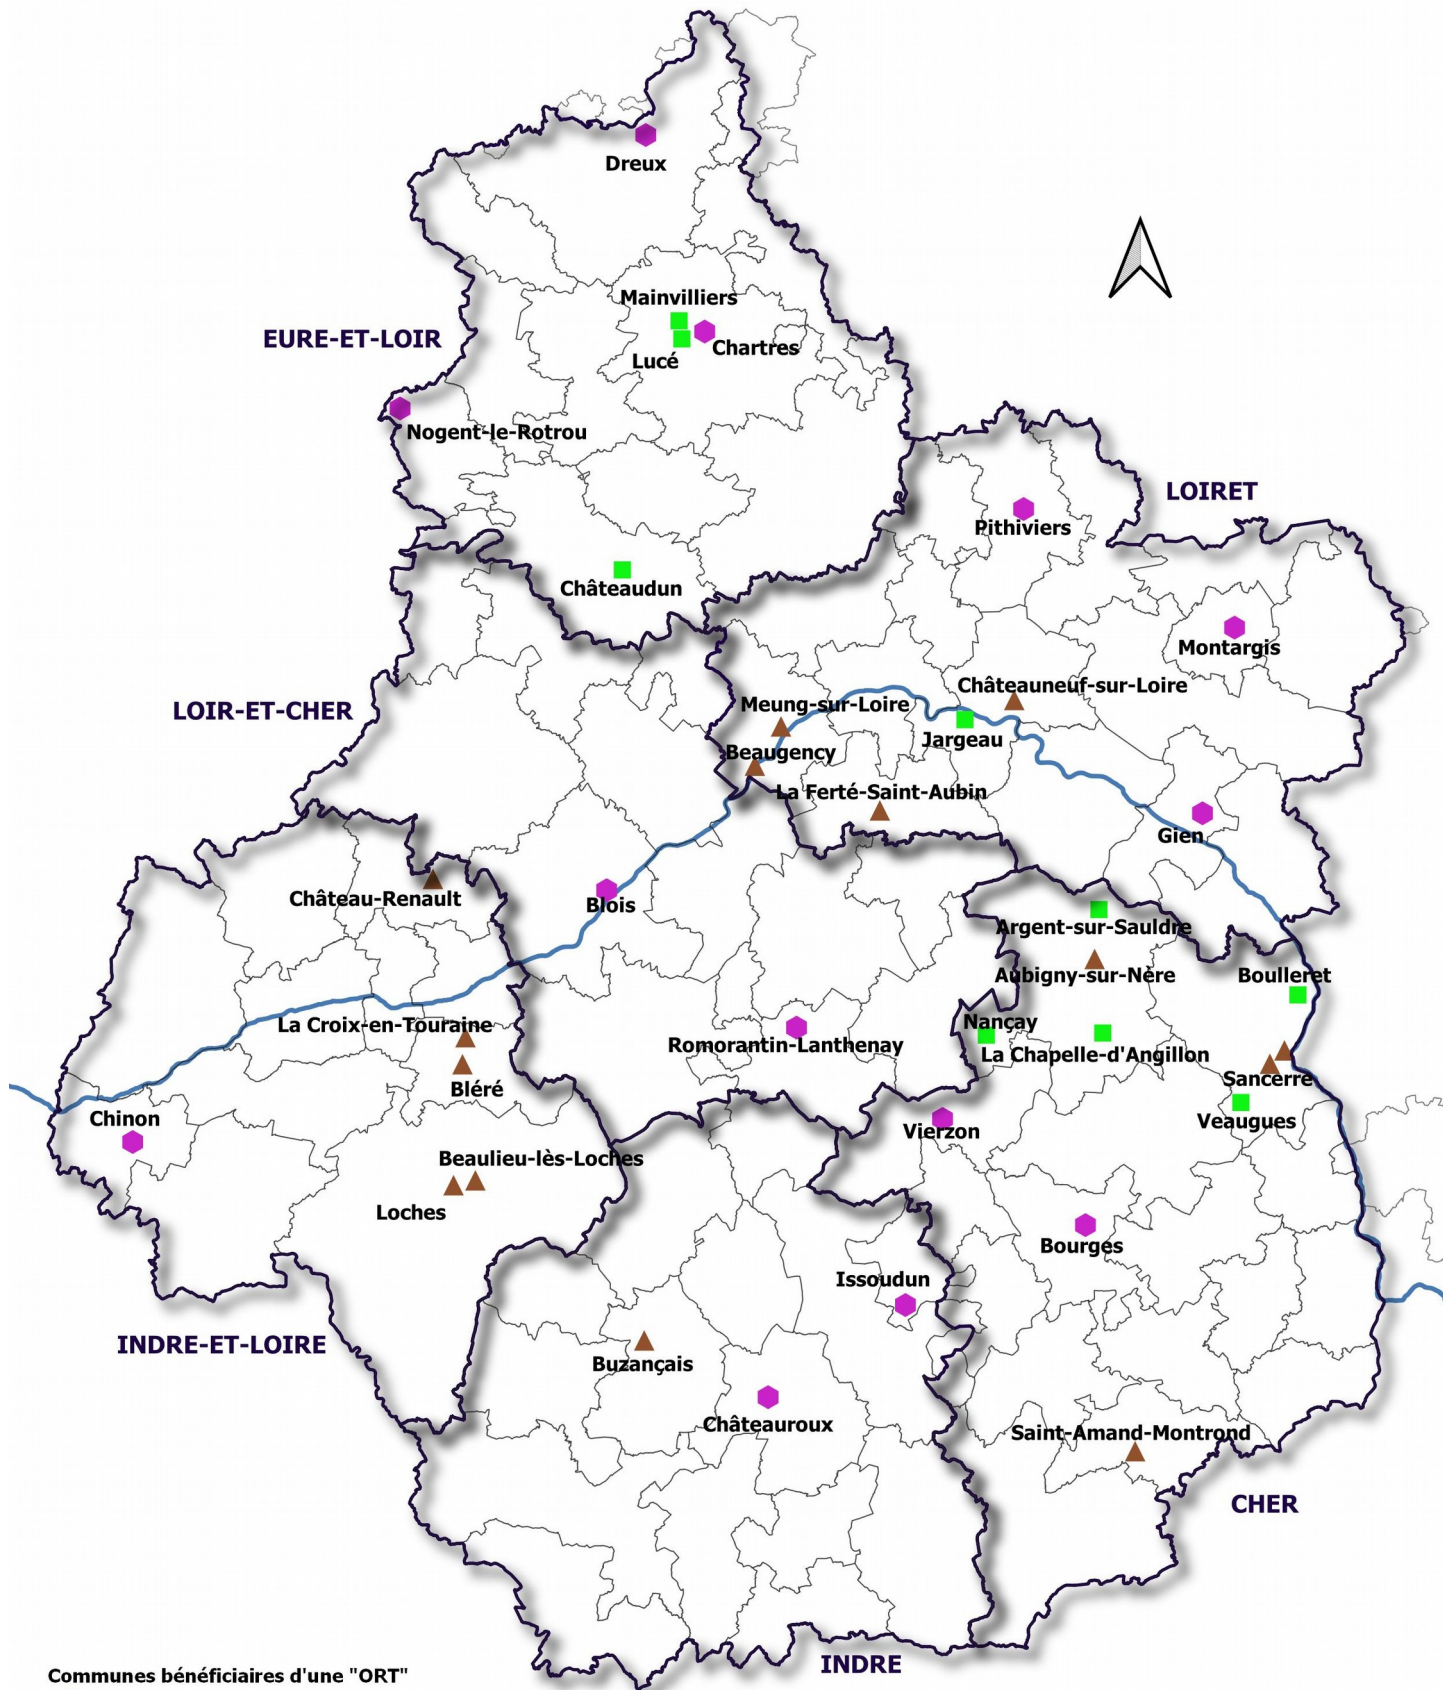 Dreux
Mainvilliers
EURE-ET-LOIR
Chartres
Lucé
Nogent-le-Rotrou
LOIRET
Pithiviers
Châteaudun
Montargis
Châteauneuf-sur-Loire
LOIR-ET-CHER
Meung-sur-Loire
Jargeau
Beaugency
La Ferté-Saint-Aubin
Gien
Château-Renault
Blois
Argent-sur-Sauldre
Aubigny-sur-Nère
Boulleret
La Croix-en-Touraine
Nançay
Romorantin-Lanthenay
La Chapelle-d'Angillon
Sancerre
Bléré
Chinon
Veaugues
Vierzon
Beaulieu-lès-Loches
Loches
Bourges
Issoudun
INDRE-ET-LOIRE
Buzançais
Châteauroux
Saint-Amand-Montrond
CHER
INDRE
Communes bénéficiaires d'une "ORT"